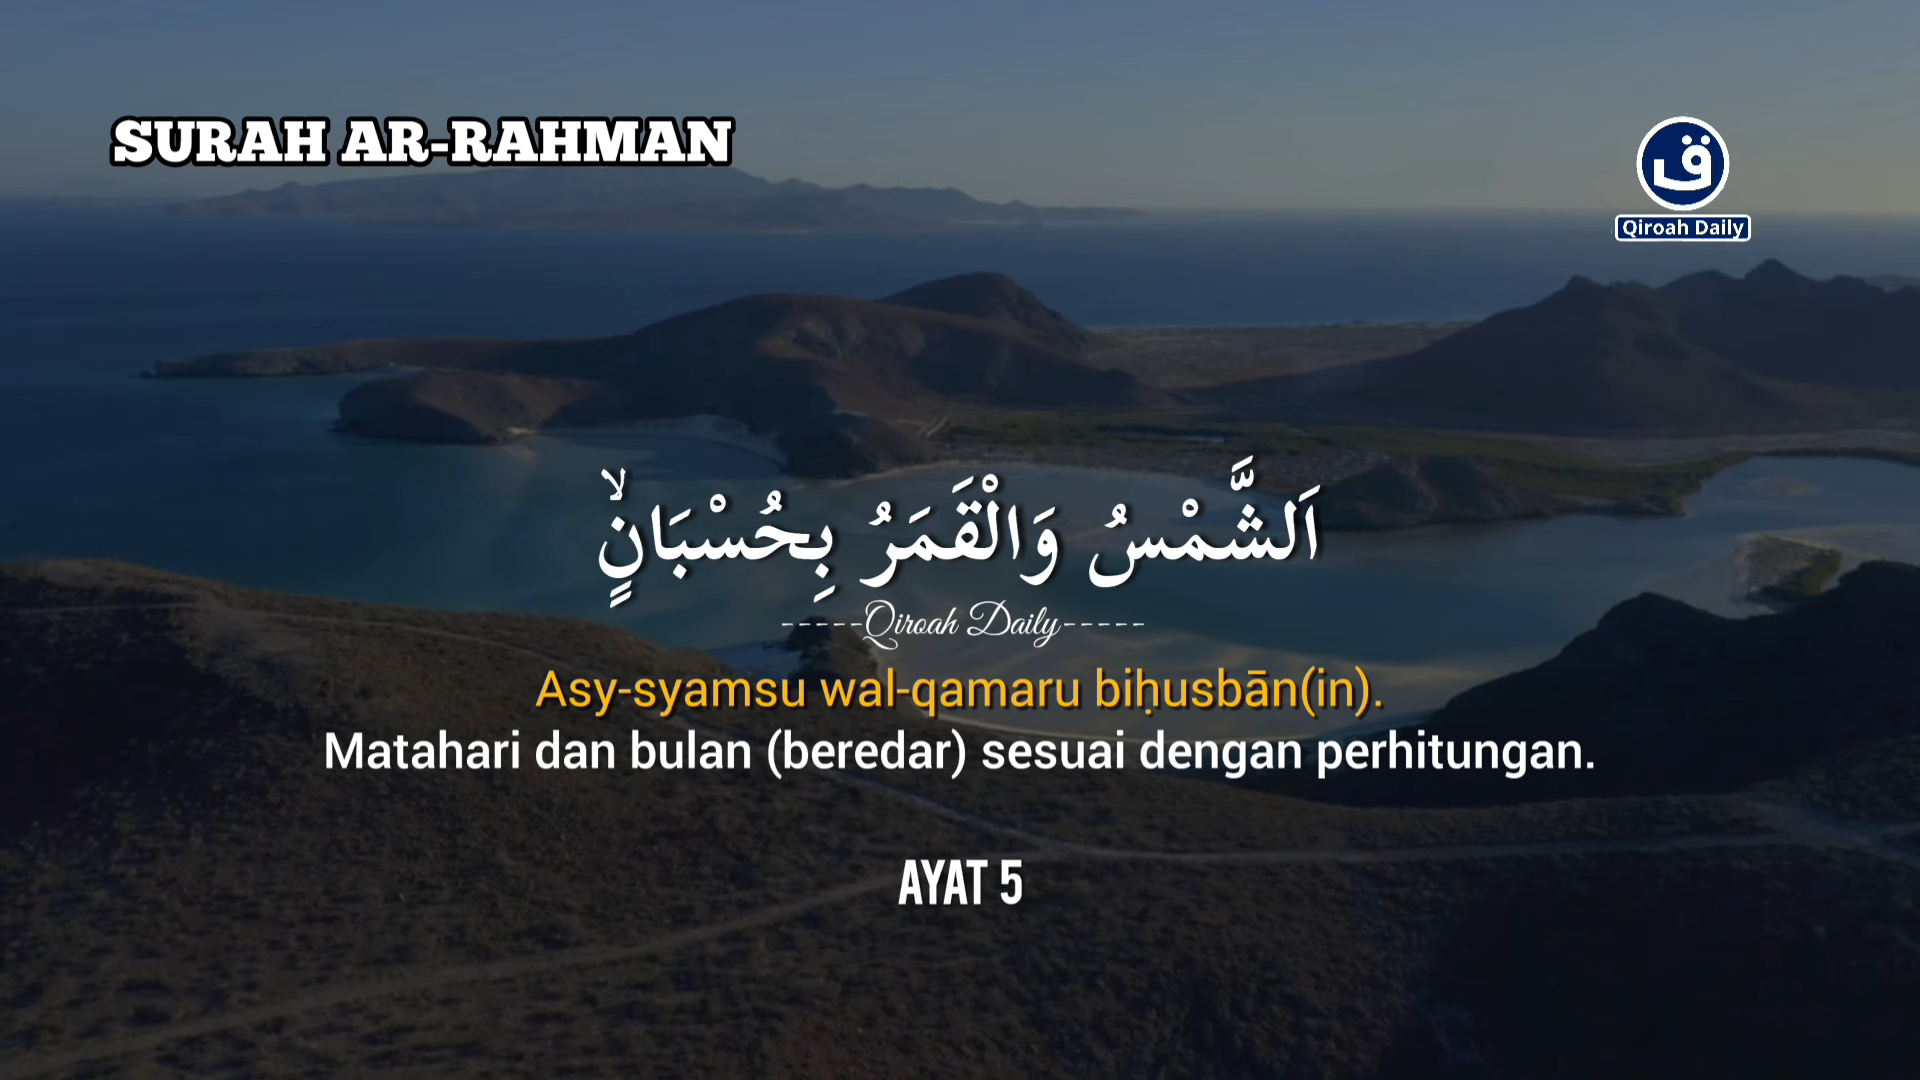 SURAH AR-RAHMAN
ق
Qiroah Daily
اَلشَّمْسُ وَالْقَمَرُ بِحُسْبَانٍۙ
-----Qiroah Daily-----
Asy-syamsu wal-qamaru biḥusbān(in).
Matahari dan bulan (beredar) sesuai dengan perhitungan.
AYAT 5